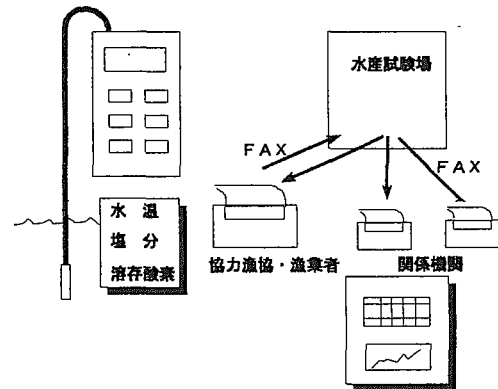 水産試験場
FAX
FAX
水 温
塩 分
溶存酸素
協力漁協・漁業者
関係機関